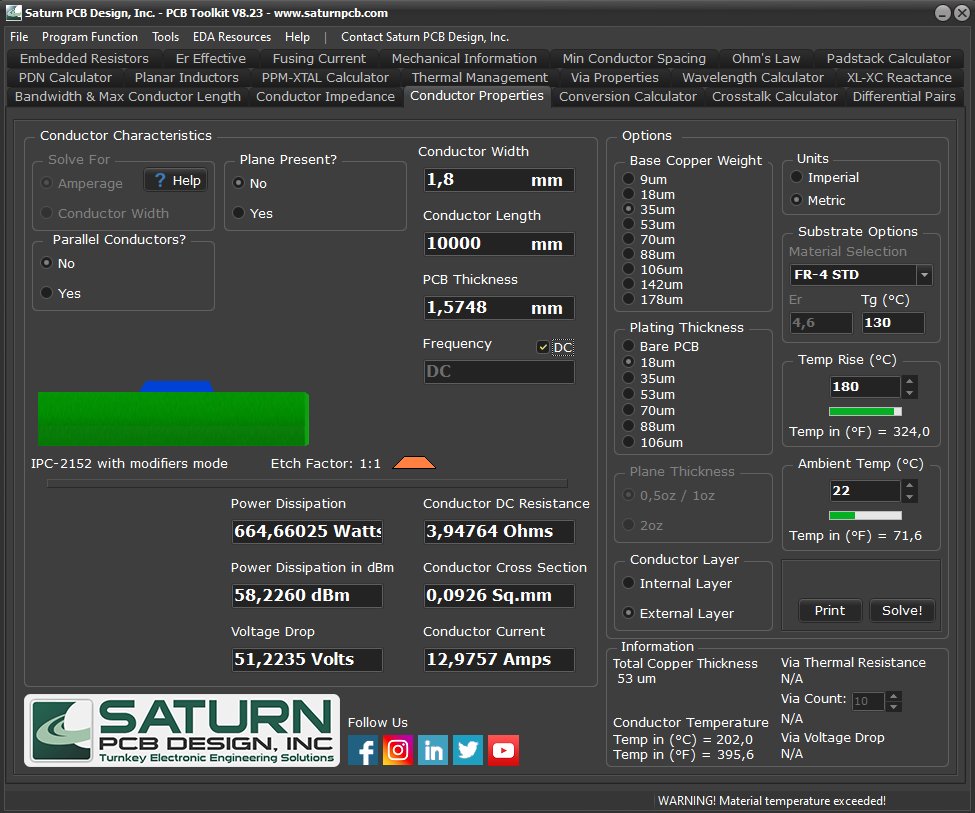 Saturn PCB Design, Inc. - PCB Toolkit V8.23 - www.saturnpcb.com
File Program Function Tools EDA Resources Help | Contact Saturn PCB Design, Inc.
Embedded Resistors Er Effective Fusing Current Mechanical Information Min Conductor Spacing Ohm's Law Padstack Calculator
PDN Calculator Planar Inductors PPM-XTAL Calculator Thermal Management Via Properties Wavelength Calculator XL-XC Reactance
Bandwidth & Max Conductor Length Conductor Impedance Conductor Properties Conversion Calculator Crosstalk Calculator Differential Pairs
Conductor Characteristics
Solve For
Amperage
? Help
Conductor Width
Plane Present?
No
Yes
Parallel Conductors?
No
Yes
Conductor Width
1,8 mm
Conductor Length
10000 mm
PCB Thickness
1,5748 mm
Frequency
DC
DC
IPC-2152 with modifiers mode
Etch Factor: 1:1
Power Dissipation
664,66025 Watts
Power Dissipation in dBm
58,2260 dBm
Voltage Drop
51,2235 Volts
Conductor DC Resistance
3,94764 Ohms
Conductor Cross Section
0,0926 Sq.mm
Conductor Current
12,9757 Amps
SATURN
PCB DESIGN, INC
Turnkey Electronic Engineering Solutions
Follow Us
f
in
Options
Base Copper Weight
9um
18um
35um
53um
70um
88um
106um
142um
178um
Plating Thickness
Bare PCB
18um
35um
53um
70um
88um
106um
Plane Thickness
0,5oz / 1oz
2oz
Conductor Layer
Internal Layer
External Layer
Units
Imperial
Metric
Substrate Options
Material Selection
FR-4 STD
Er Tg (°C)
4,6 130
Temp Rise (°C)
180
Temp in (°F) = 324,0
Ambient Temp (°C)
22
Temp in (°F) = 71,6
Print Solve!
Information
Total Copper Thickness
53 um
Conductor Temperature
Temp in (°C) = 202,0
Temp in (°F) = 395,6
Via Thermal Resistance
N/A
Via Count: 10
N/A
Via Voltage Drop
N/A
WARNING! Material temperature exceeded!